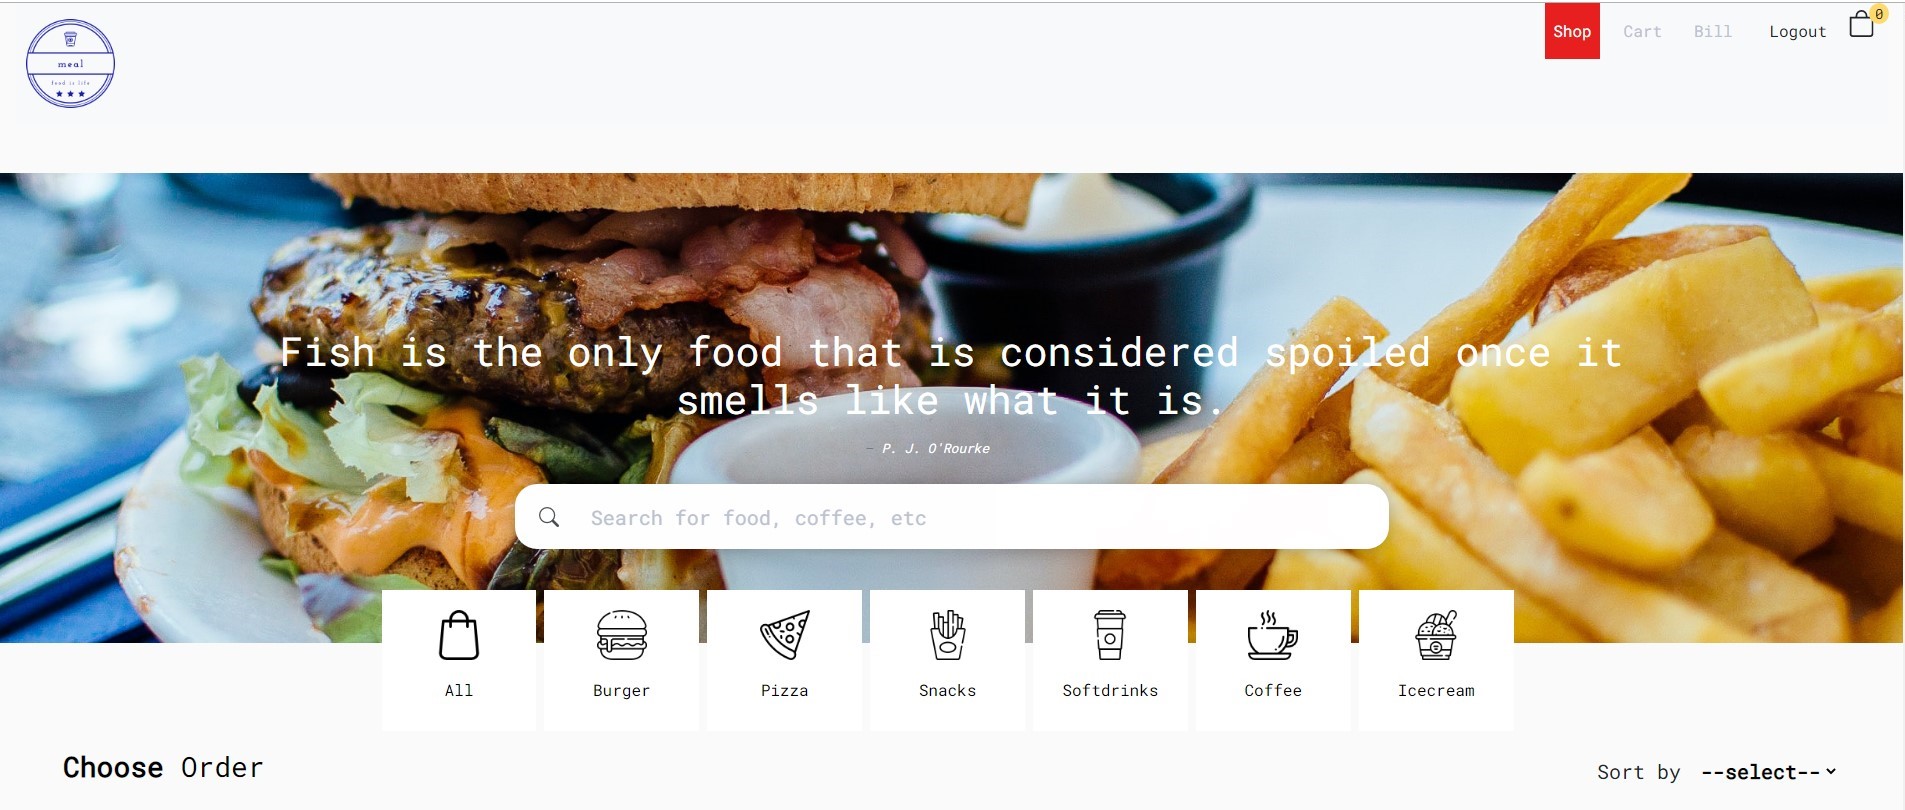 meal
food is life
Shop
Cart
Bill
Logout
0
Fish is the only food that is considered spoiled once it
smells like what it is.
— P. J. O'Rourke
Search for food, coffee, etc
All
Burger
Pizza
Snacks
Softdrinks
Coffee
Icecream
Choose Order
Sort by --select--